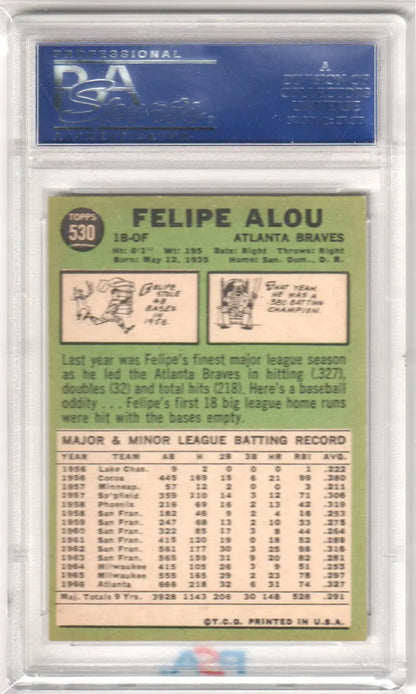 PROFESSIONAL
PSA
A
DIVISION OF
COLLECTORS
UNIVERSE
TOPPS
530
FELIPE ALOU
1B-OF ATLANTA BRAVES
Ht: 6'1" Wt: 195 Bats: Right Throws: Right
Born: May 12, 1935 Home: San. Dom., D. R.
FELIPE
STOLE
48
BASES
IN
1956.
THAT YEAR
HE WAS A
380 BATTING
CHAMPION.
Last year was Felipe's finest major league season
as he led the Atlanta Braves in hitting (.327),
doubles (32) and total hits (218). Here's a baseball
oddity . . . Felipe's first 18 big league home runs
were hit with the bases empty.
MAJOR & MINOR LEAGUE BATTING RECORD
YEAR TEAM AB H 2B 3B HR RBI AVG.
1956 Lake Chas. 9 2 0 0 0 1 .222
1956 Cocoa 445 169 15 6 21 99 .380
1957 Minneap. 57 12 2 0 0 3 .211
1957 Sp'gfield 359 110 14 3 12 71 .306
1958 Phoenix 216 69 16 2 13 42 .319
1958 San Fran. 182 46 9 2 4 16 .253
1959 San Fran. 247 68 13 2 10 33 .275
1960 San Fran. 322 85 17 3 8 44 .264
1961 San Fran. 415 120 19 0 18 52 .289
1962 San Fran. 561 177 30 3 25 98 .316
1963 San Fran. 565 159 31 9 20 82 .281
1964 Milwaukee 415 105 26 3 9 51 .253
1965 Milwaukee 555 165 29 2 23 78 .297
1966 Atlanta 666 218 32 6 31 74 .327
Maj. Totals 9 Yrs. 3928 1143 206 30 148 528 .291
©T.C.G. PRINTED IN U.S.A.